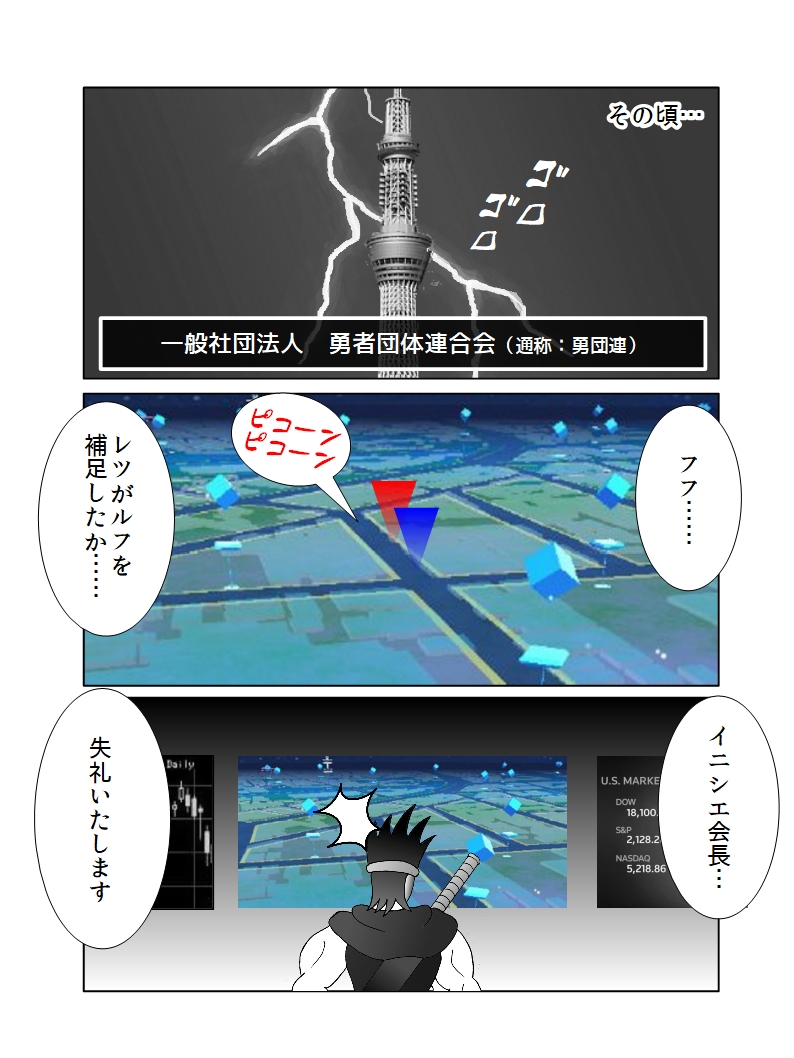 その頃…
ゴロ
ゴロ
一般社団法人　勇者団体連合会（通称：勇団連）
フフ……
ピコーン
ピコーン
レツがルフを
補足したか……
イニシエ会長…
失礼いたします
Daily
U.S. MARKE
DOW
18,100.
S&P
2,128.2
NASDAQ
5,218.86